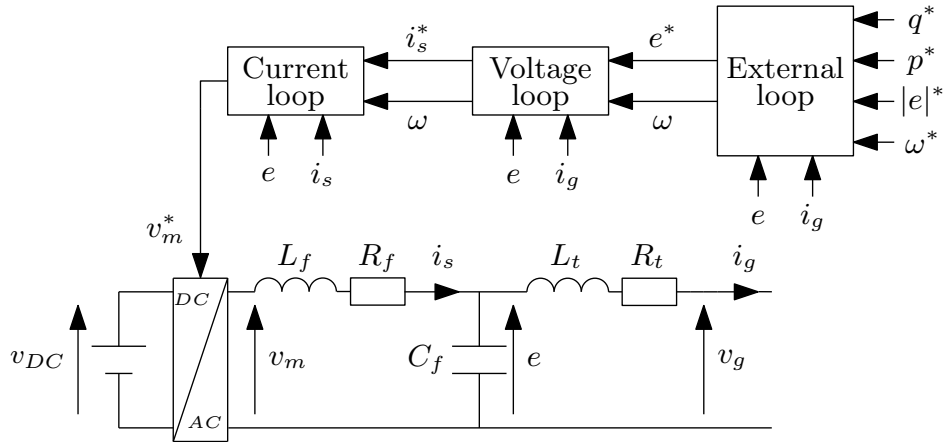 q*
i_s* e* p*
Current loop Voltage loop External loop |e|*
ω ω ω*
e i_s e i_g
e i_g
v_m*
L_f R_f i_s L_t R_t i_g
DC
v_DC v_m C_f e v_g
AC